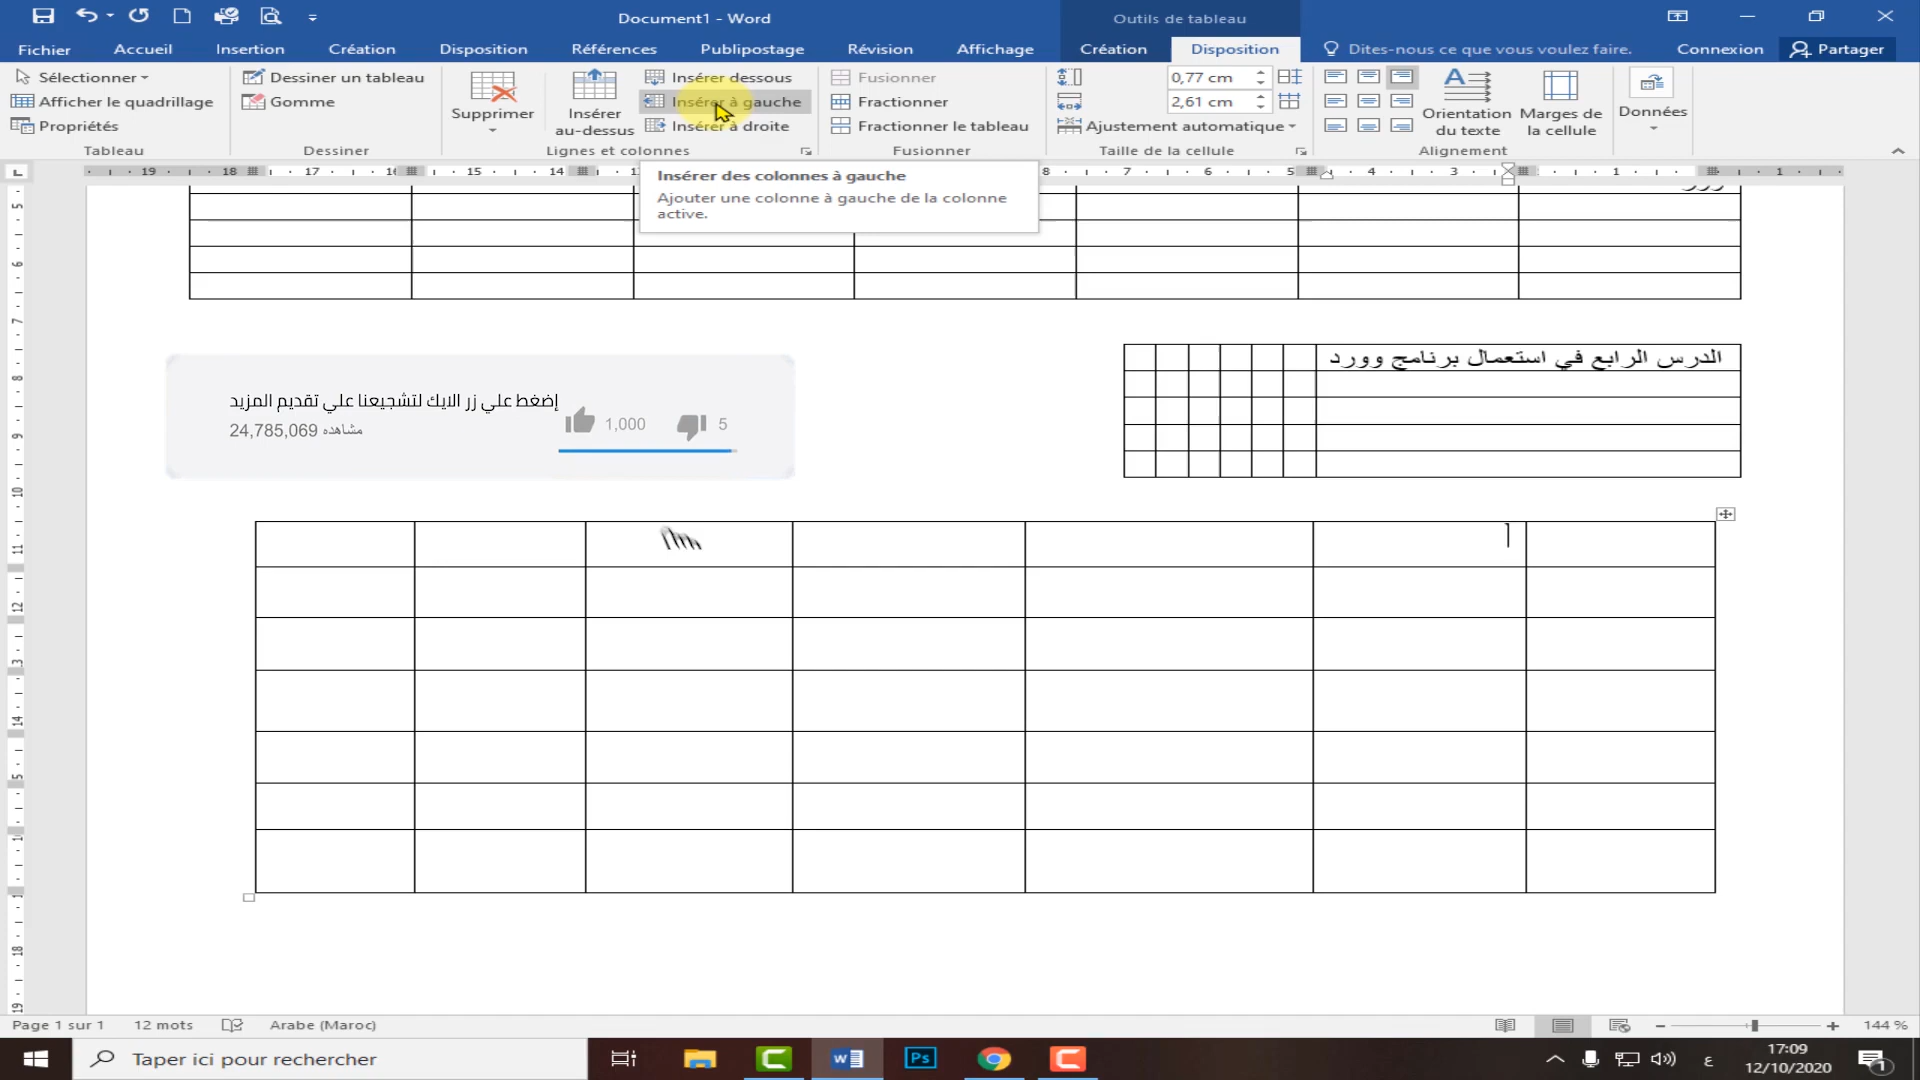 Document1 - Word
Outils de tableau
Fichier Accueil Insertion Création Disposition Références Publipostage Révision Affichage Création Disposition Dites-nous ce que vous voulez faire. Connexion Partager
Sélectionner
Afficher le quadrillage
Propriétés
Tableau
Dessiner un tableau
Gomme
Dessiner
Supprimer
Insérer
au-dessus
Insérer dessous
Insérer à gauche
Insérer à droite
Lignes et colonnes
Fusionner
Fractionner
Fractionner le tableau
Fusionner
0,77 cm
2,61 cm
Ajustement automatique
Taille de la cellule
Orientation
du texte
Marges de
la cellule
Alignement
Données
Insérer des colonnes à gauche
Ajouter une colonne à gauche de la colonne
active.
الدرس الرابع في استعمال برنامج وورد
إضغط علي زر الايك لتشجيعنا علي تقديم المزيد
24,785,069 مشاهده
1,000
5
Page 1 sur 1 12 mots Arabe (Maroc) 144 %
Taper ici pour rechercher
Ps
ع
17:09
12/10/2020
1